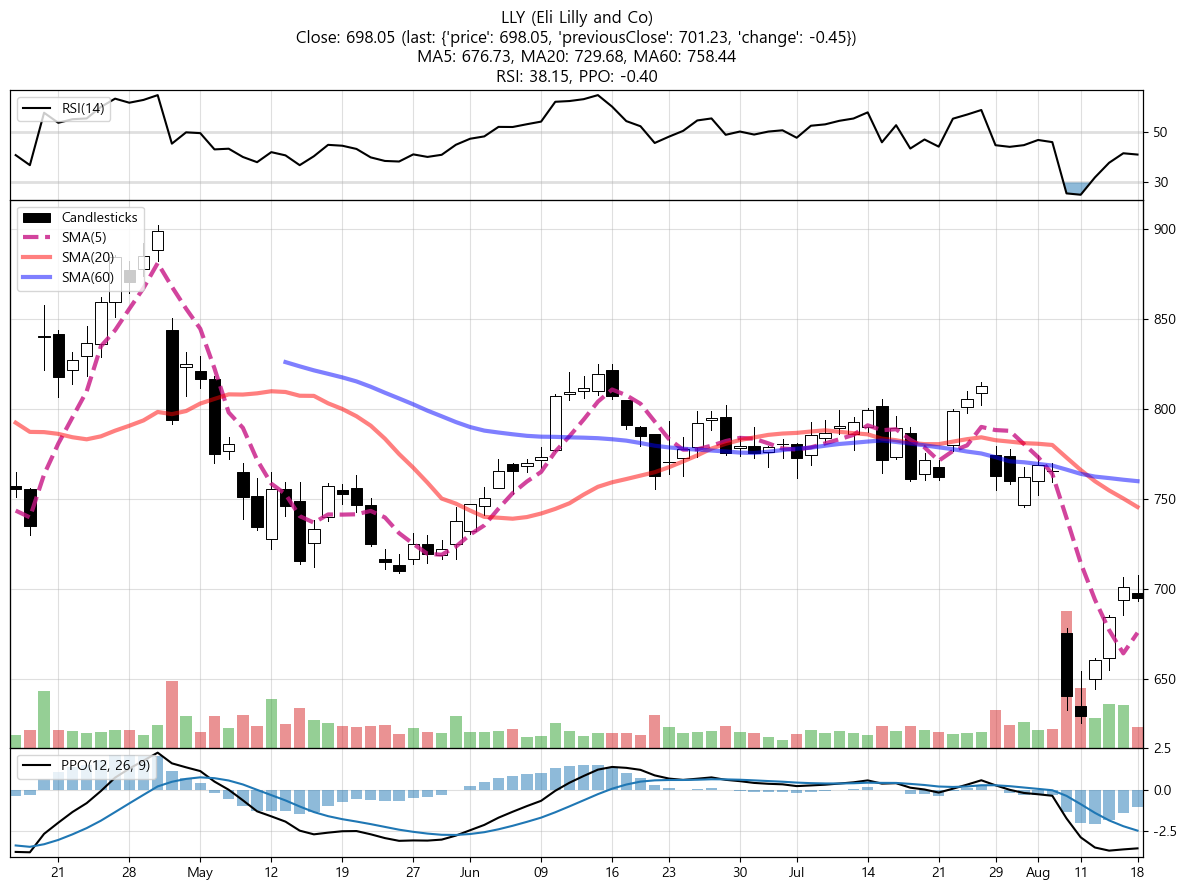 LLY (Eli Lilly and Co)
Close: 698.05 (last: {'price': 698.05, 'previousClose': 701.23, 'change': -0.45})
MA5: 676.73, MA20: 729.68, MA60: 758.44
RSI: 38.15, PPO: -0.40
RSI(14)
50
30
Candlesticks
SMA(5)
SMA(20)
SMA(60)
900
850
800
750
700
650
PPO(12, 26, 9)
2.5
0.0
-2.5
21 28 May 12 19 27 Jun 09 16 23 30 Jul 14 21 29 Aug 11 18